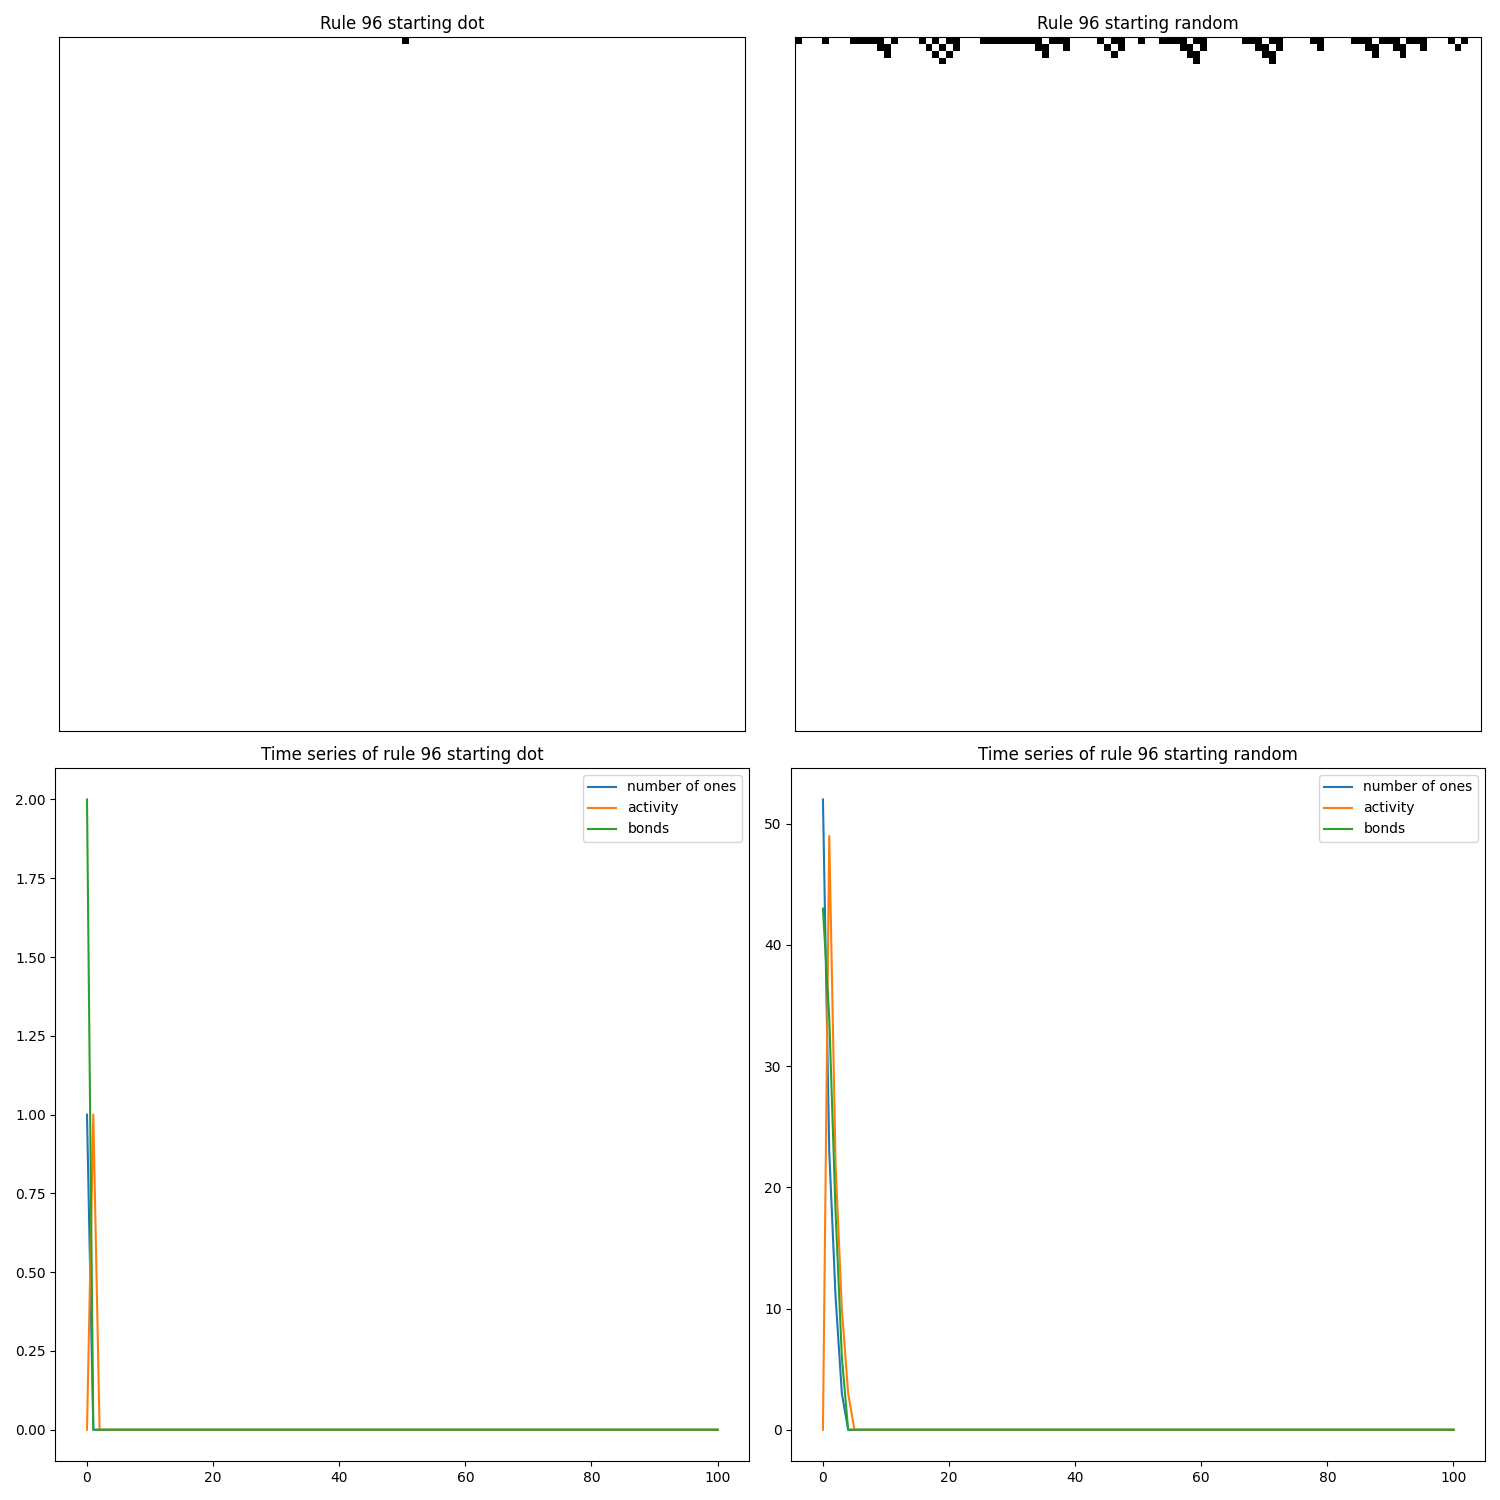 Rule 96 starting dot
Rule 96 starting random
Time series of rule 96 starting dot
number of ones
activity
bonds
2.00
1.75
1.50
1.25
1.00
0.75
0.50
0.25
0.00
0 20 40 60 80 100
Time series of rule 96 starting random
number of ones
activity
bonds
50
40
30
20
10
0
0 20 40 60 80 100